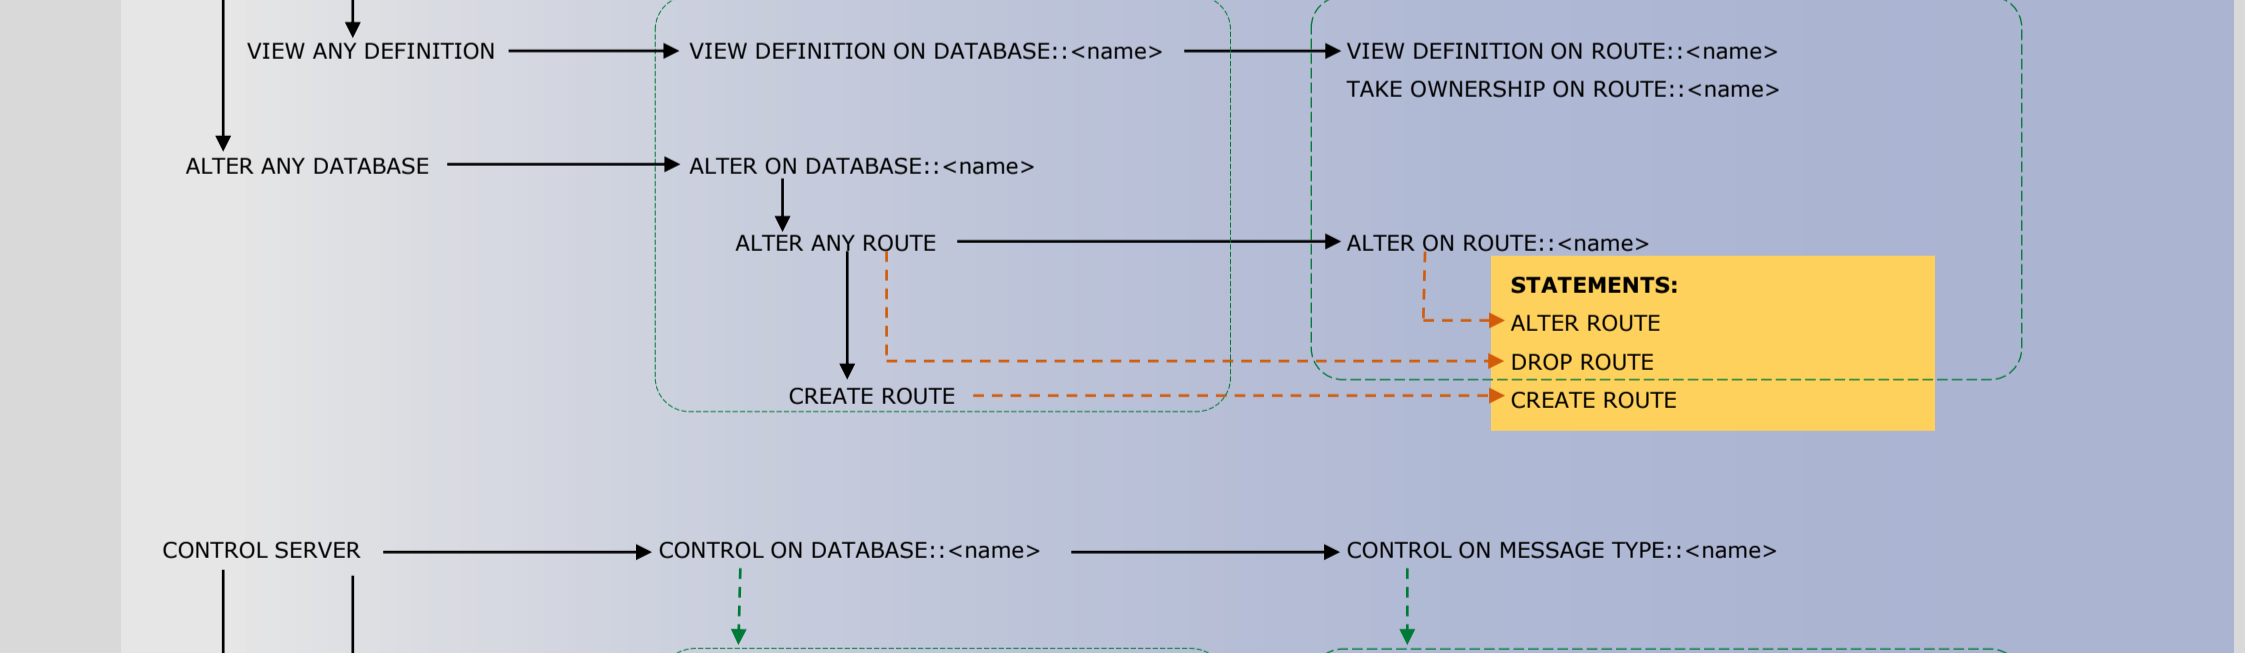 VIEW ANY DEFINITION
VIEW DEFINITION ON DATABASE::<name>
VIEW DEFINITION ON ROUTE::<name>
TAKE OWNERSHIP ON ROUTE::<name>
ALTER ANY DATABASE
ALTER ON DATABASE::<name>
ALTER ANY ROUTE
ALTER ON ROUTE::<name>
STATEMENTS:
ALTER ROUTE
DROP ROUTE
CREATE ROUTE
CREATE ROUTE
CONTROL SERVER
CONTROL ON DATABASE::<name>
CONTROL ON MESSAGE TYPE::<name>